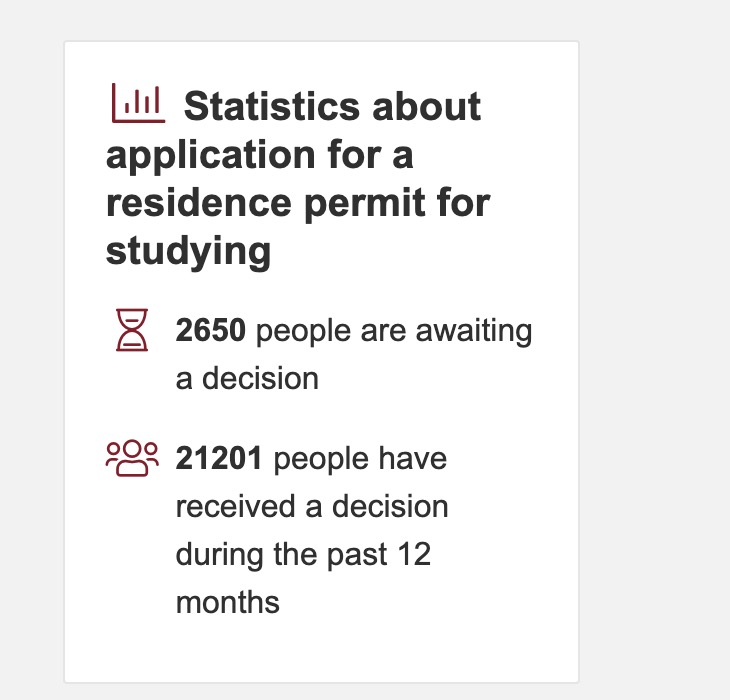 Statistics about
application for a
residence permit for
studying
2650 people are awaiting
a decision
21201 people have
received a decision
during the past 12
months